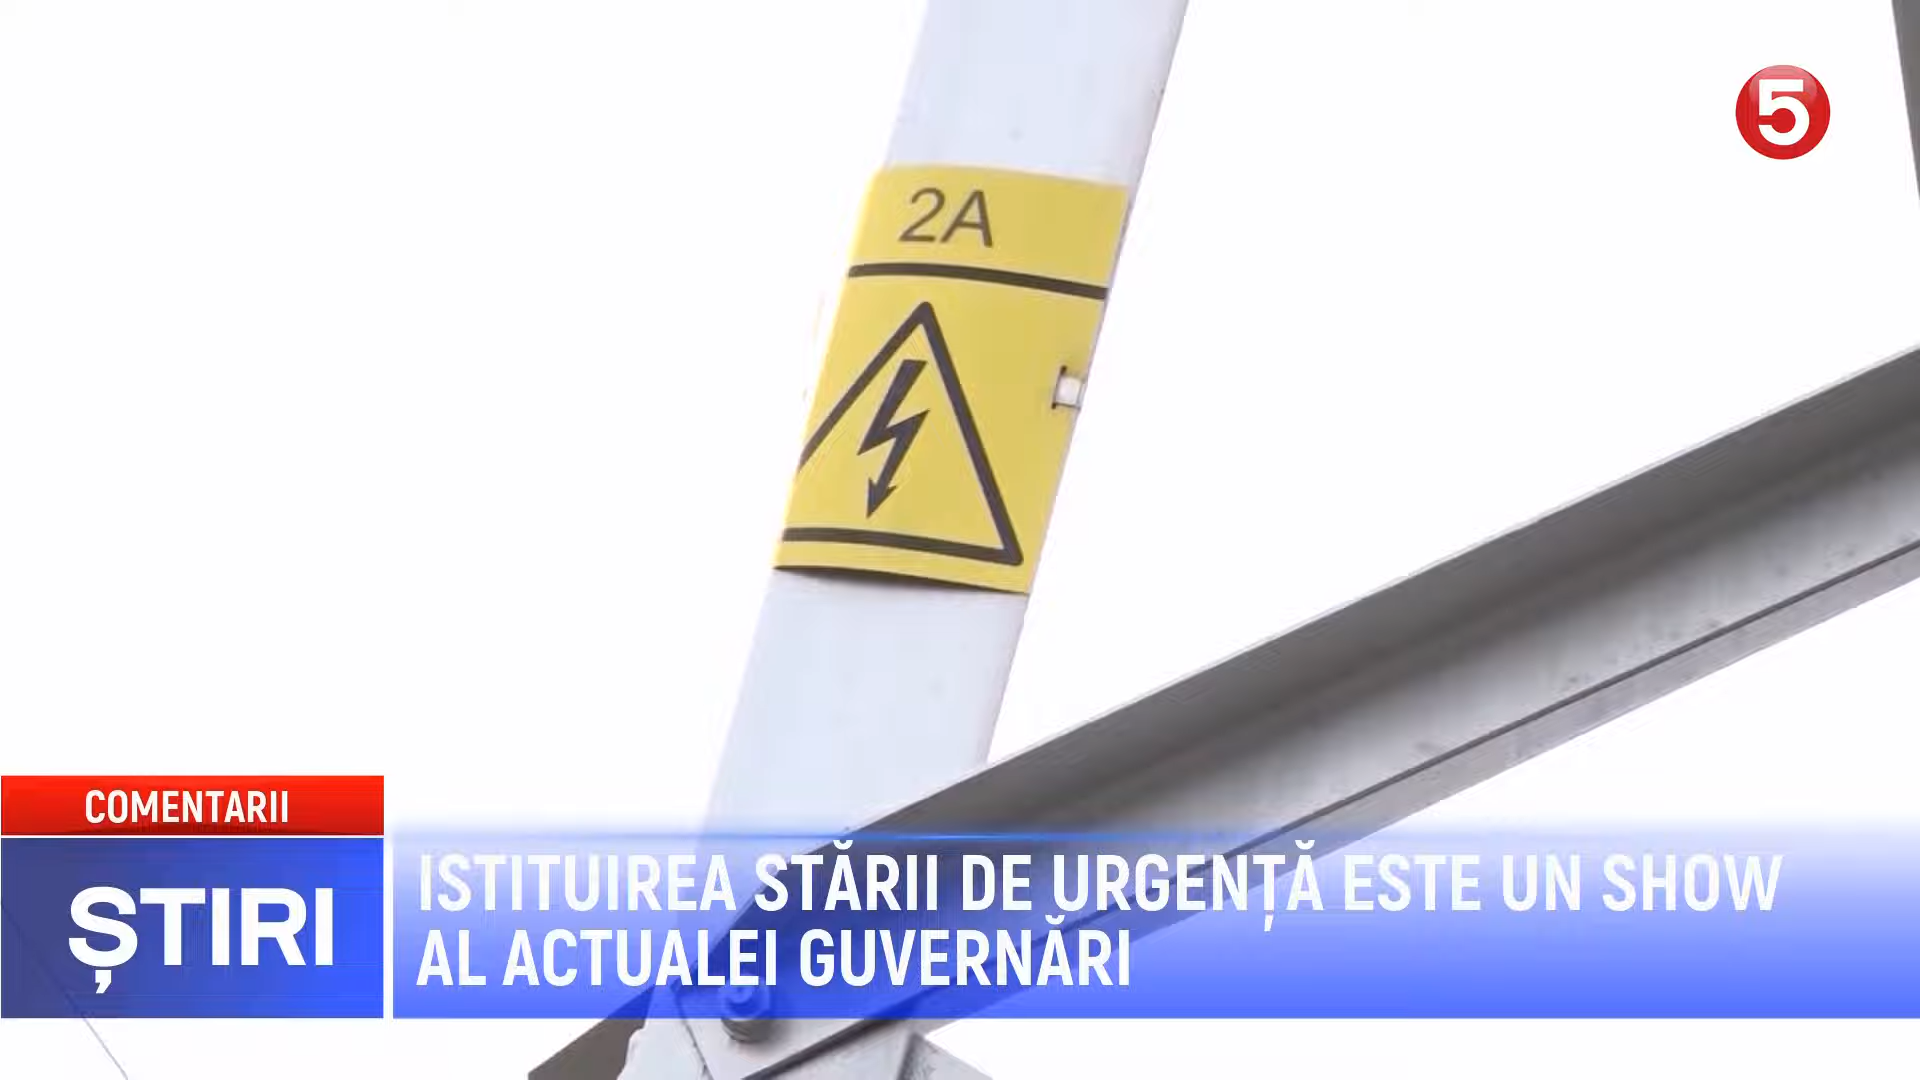 5
2A
COMENTARII
ȘTIRI
ISTITUIREA STĂRII DE URGENȚĂ ESTE UN SHOW
AL ACTUALEI GUVERNĂRI